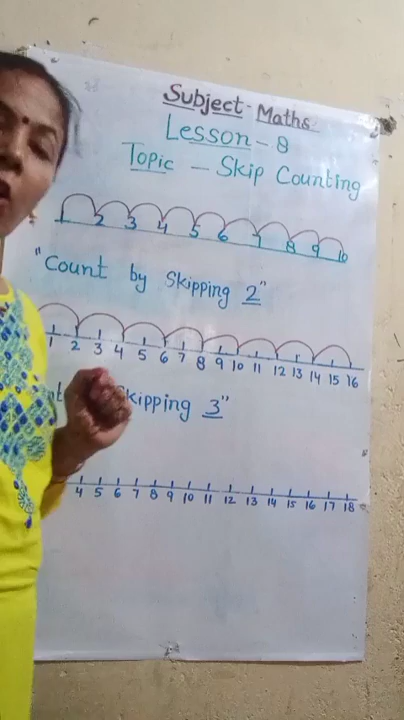 Subject - Maths
Lesson - 8
Topic - Skip Counting
1 2 3 4 5 6 7 8 9 10
"Count by Skipping 2"
1 2 3 4 5 6 7 8 9 10 11 12 13 14 15 16
Skipping 3"
4 5 6 7 8 9 10 11 12 13 14 15 16 17 18